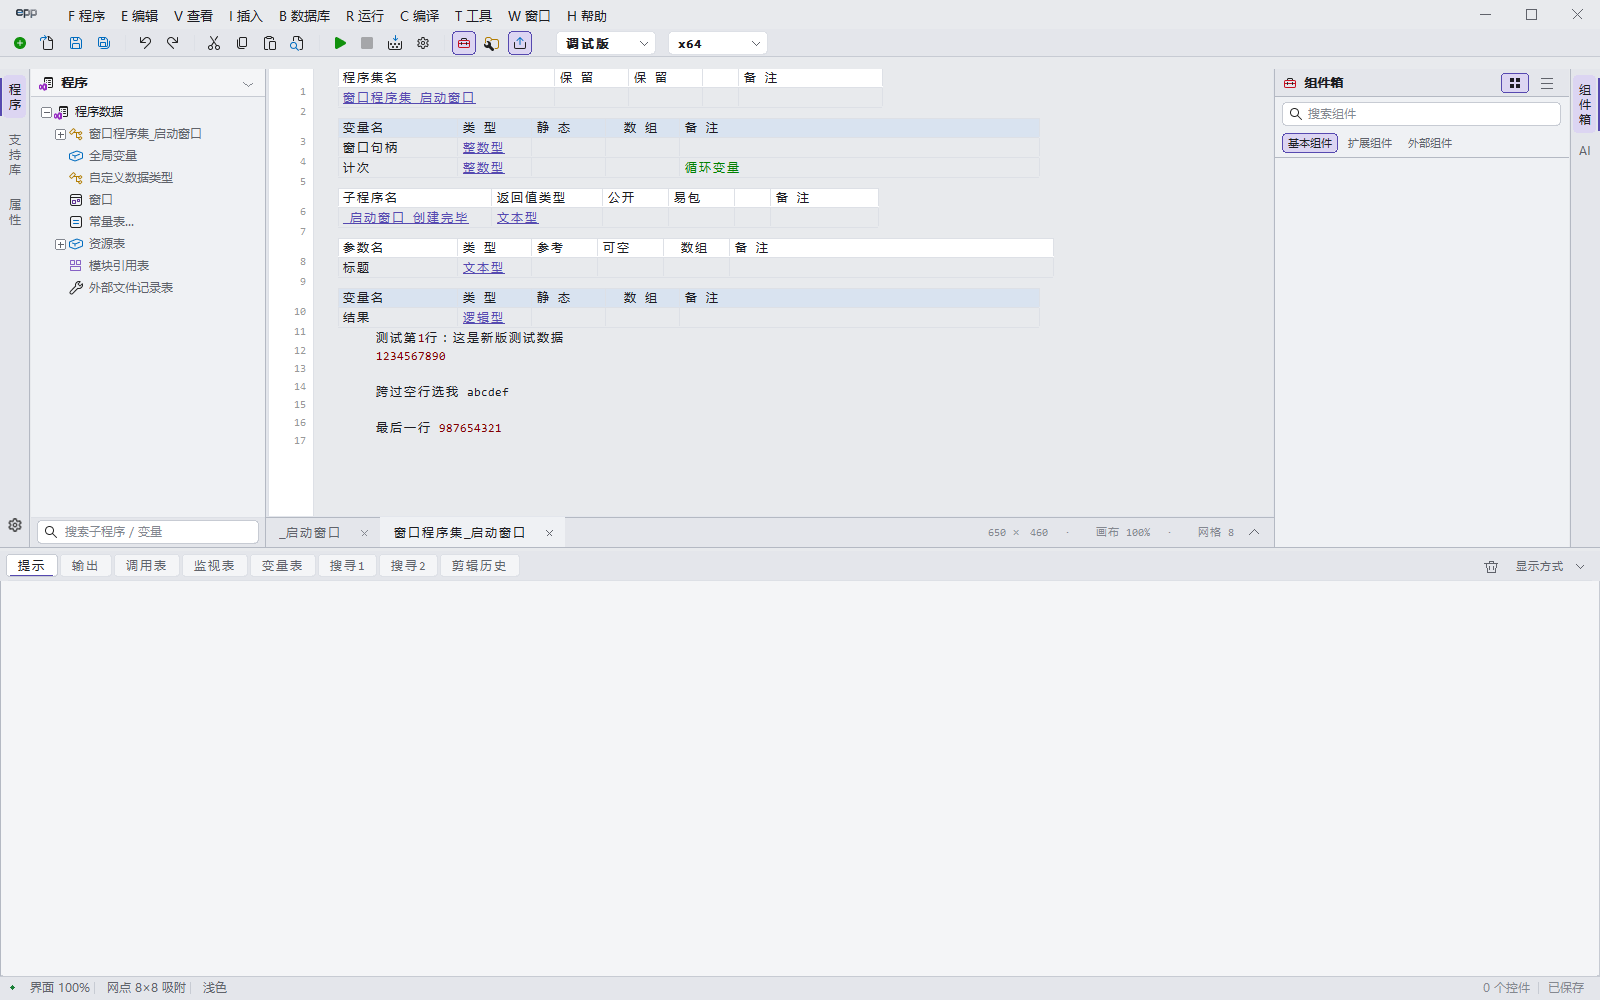 epp F 程序 E 编辑 V 查看 I 插入 B 数据库 R 运行 C 编译 T 工具 W 窗口 H 帮助
调试版 x64
程序
支持库
属性
程序
程序数据
窗口程序集_启动窗口
全局变量
自定义数据类型
窗口
常量表...
资源表
模块引用表
外部文件记录表
搜索子程序 / 变量
程序集名 保 留 保 留 备 注
1 窗口程序集_启动窗口
2
变量名 类 型 静 态 数 组 备 注
3 窗口句柄 整数型
4 计次 整数型 循环变量
5
子程序名 返回值类型 公开 易包 备 注
6 _启动窗口_创建完毕 文本型
7
参数名 类 型 参考 可空 数组 备 注
8 标题 文本型
9
变量名 类 型 静 态 数 组 备 注
10 结果 逻辑型
11 测试第1行：这是新版测试数据
12 1234567890
13
14 跨过空行选我 abcdef
15
16 最后一行 987654321
17
_启动窗口 窗口程序集_启动窗口 650 × 460 - 画布 100% - 网格 8
组件箱
搜索组件
基本组件 扩展组件 外部组件
组件箱
AI
提示 输出 调用表 监视表 变量表 搜寻1 搜寻2 剪辑历史 显示方式
界面 100% 网点 8×8 吸附 浅色 0 个控件 已保存